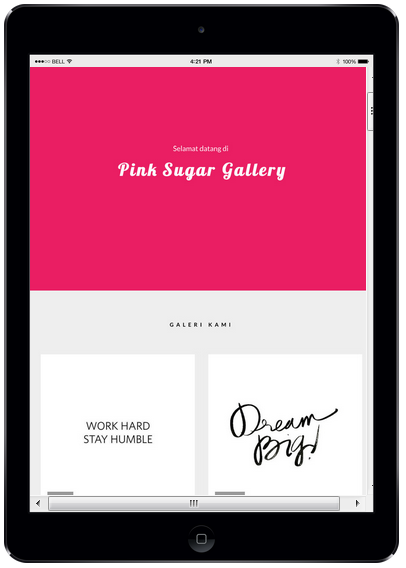 BELL
4:21 PM
100%
Selamat datang di
Pink Sugar Gallery
GALERI KAMI
WORK HARD
STAY HUMBLE
Dream
Big!